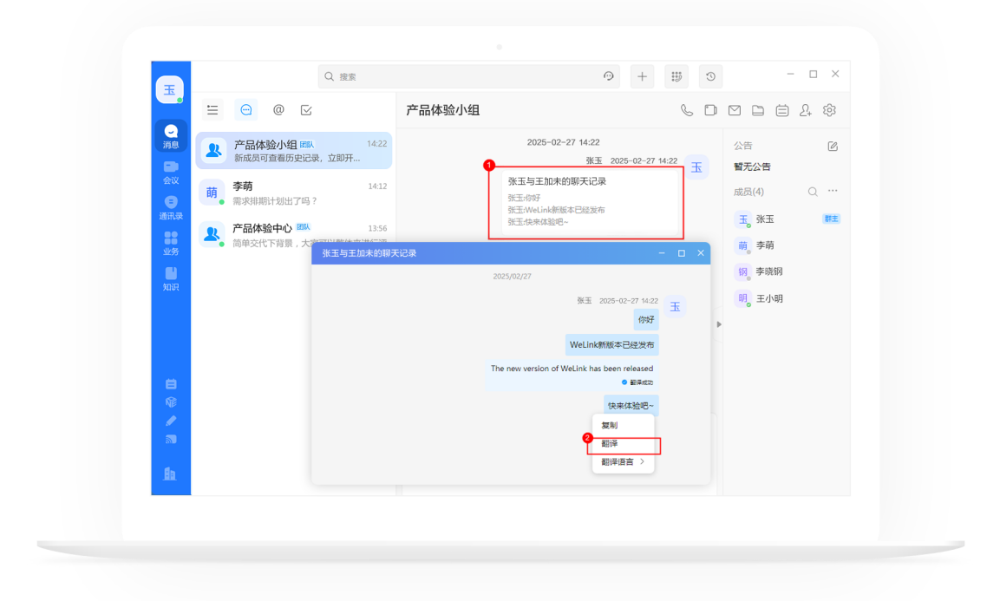 搜索
玉
消息
会议
通讯录
业务
知识
产品体验小组 团队 14:22
新成员可查看历史记录，立即开...
萌 李萌 14:12
需求排期计划出了吗？
产品体验中心 团队 13:56
简单交代下背景，大家可以整体来进行评
产品体验小组
2025-02-27 14:22
张玉 2025-02-27 14:22
玉
1
张玉与王加未的聊天记录
张玉:你好
张玉:WeLink新版本已经发布
张玉:快来体验吧~
公告
暂无公告
成员(4)
玉 张玉 群主
萌 李萌
钢 李晓钢
明 王小明
张玉与王加未的聊天记录
2025/02/27
张玉 2025-02-27 14:22
玉
你好
WeLink新版本已经发布
The new version of WeLink has been released
翻译成功
快来体验吧~
复制
2
翻译
翻译语言